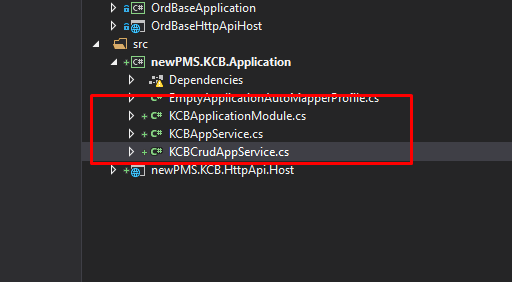 C# OrdBaseApplication
OrdBaseHttpApiHost
src
+ C# newPMS.KCB.Application
Dependencies
C# EmptyApplicationAutoMapperProfile.cs
+ C# KCBApplicationModule.cs
+ C# KCBAppService.cs
+ C# KCBCrudAppService.cs
+ newPMS.KCB.HttpApi.Host